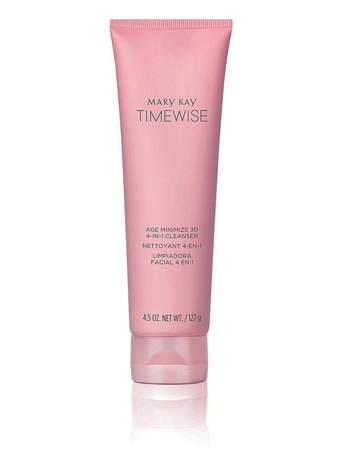 MARY KAY
TIMEWISE
AGE MINIMIZE 3D
4-IN-1 CLEANSER
NETTOYANT 4-EN-1
LIMPIADORA
FACIAL 4 EN 1
4.5 OZ. NET WT. / 127 g